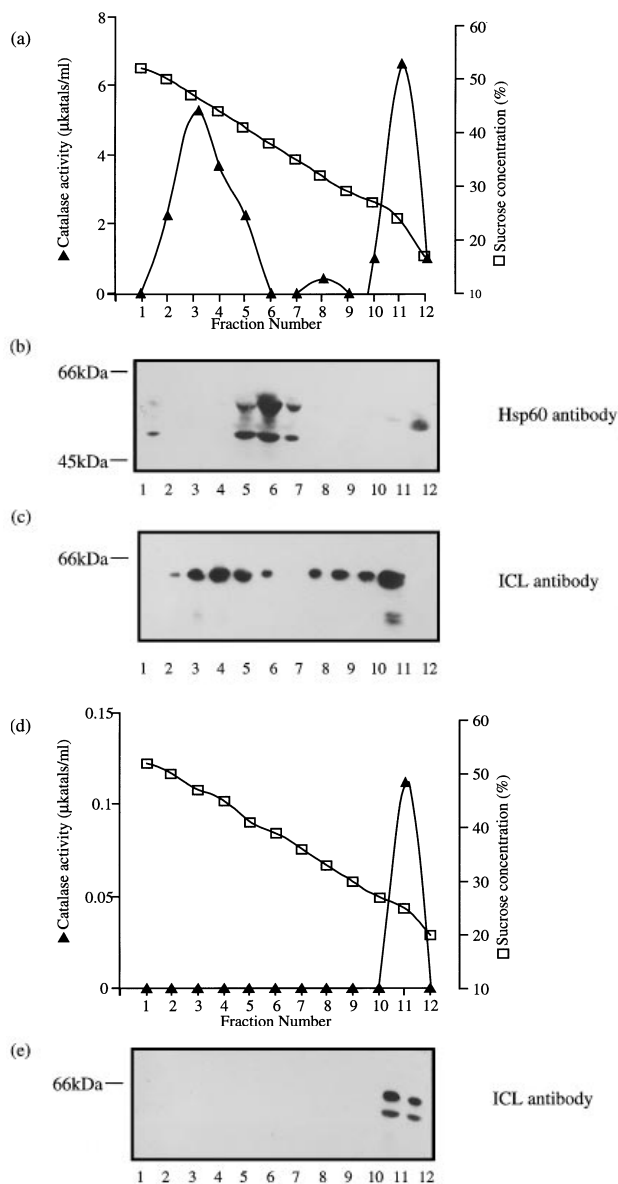 (a)
8
6
4
2
0
▲ Catalase activity (μkatals/ml)
60
50
40
30
20
10
□ Sucrose concentration (%)
1 2 3 4 5 6 7 8 9 10 11 12
Fraction Number
(b)
66kDa
45kDa
Hsp60 antibody
1 2 3 4 5 6 7 8 9 10 11 12
(c)
66kDa
ICL antibody
1 2 3 4 5 6 7 8 9 10 11 12
(d)
0.15
0.1
0.05
0
▲ Catalase activity (μkatals/ml)
60
50
40
30
20
10
□ Sucrose concentration (%)
1 2 3 4 5 6 7 8 9 10 11 12
Fraction Number
(e)
66kDa
ICL antibody
1 2 3 4 5 6 7 8 9 10 11 12